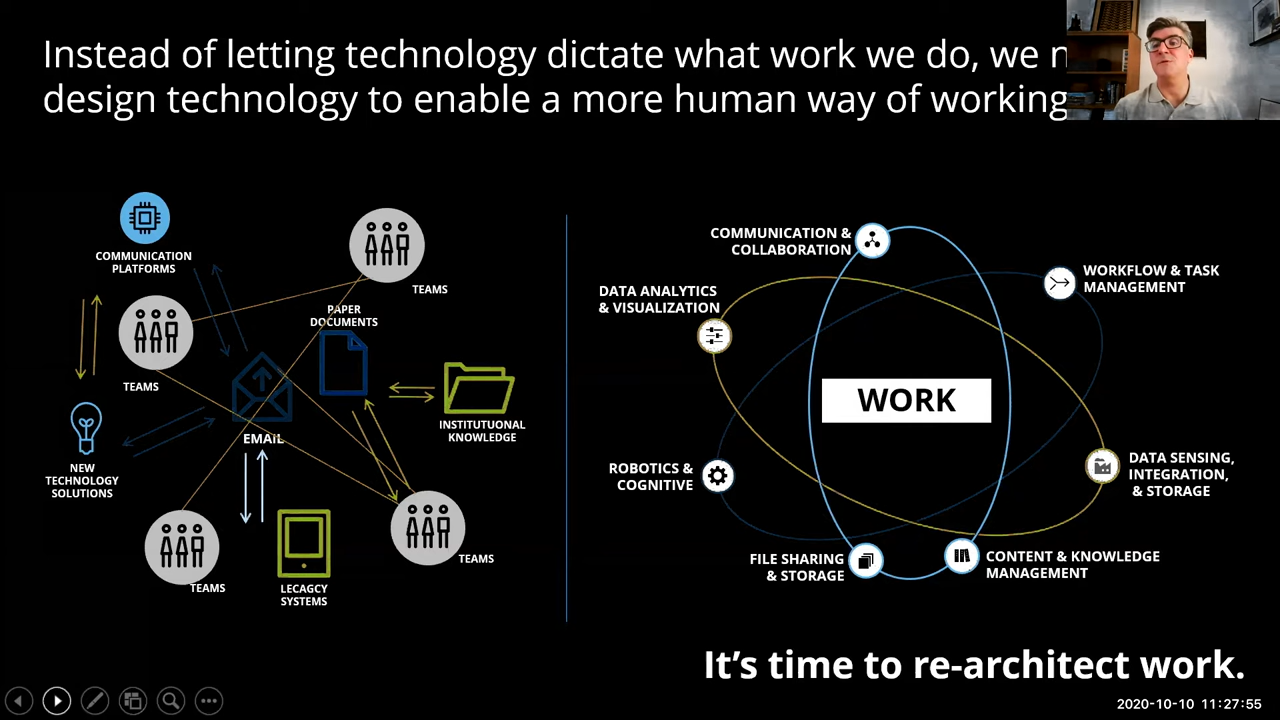 Instead of letting technology dictate what work we do, we
design technology to enable a more human way of working
COMMUNICATION
PLATFORMS
TEAMS
PAPER
DOCUMENTS
TEAMS
INSTITUTUONAL
KNOWLEDGE
EMAIL
NEW
TECHNOLOGY
SOLUTIONS
TEAMS
TEAMS
LECAGCY
SYSTEMS
COMMUNICATION &
COLLABORATION
WORKFLOW & TASK
MANAGEMENT
DATA ANALYTICS
& VISUALIZATION
WORK
ROBOTICS &
COGNITIVE
DATA SENSING,
INTEGRATION,
& STORAGE
FILE SHARING
& STORAGE
CONTENT & KNOWLEDGE
MANAGEMENT
It's time to re-architect work.
2020-10-10 11:27:55